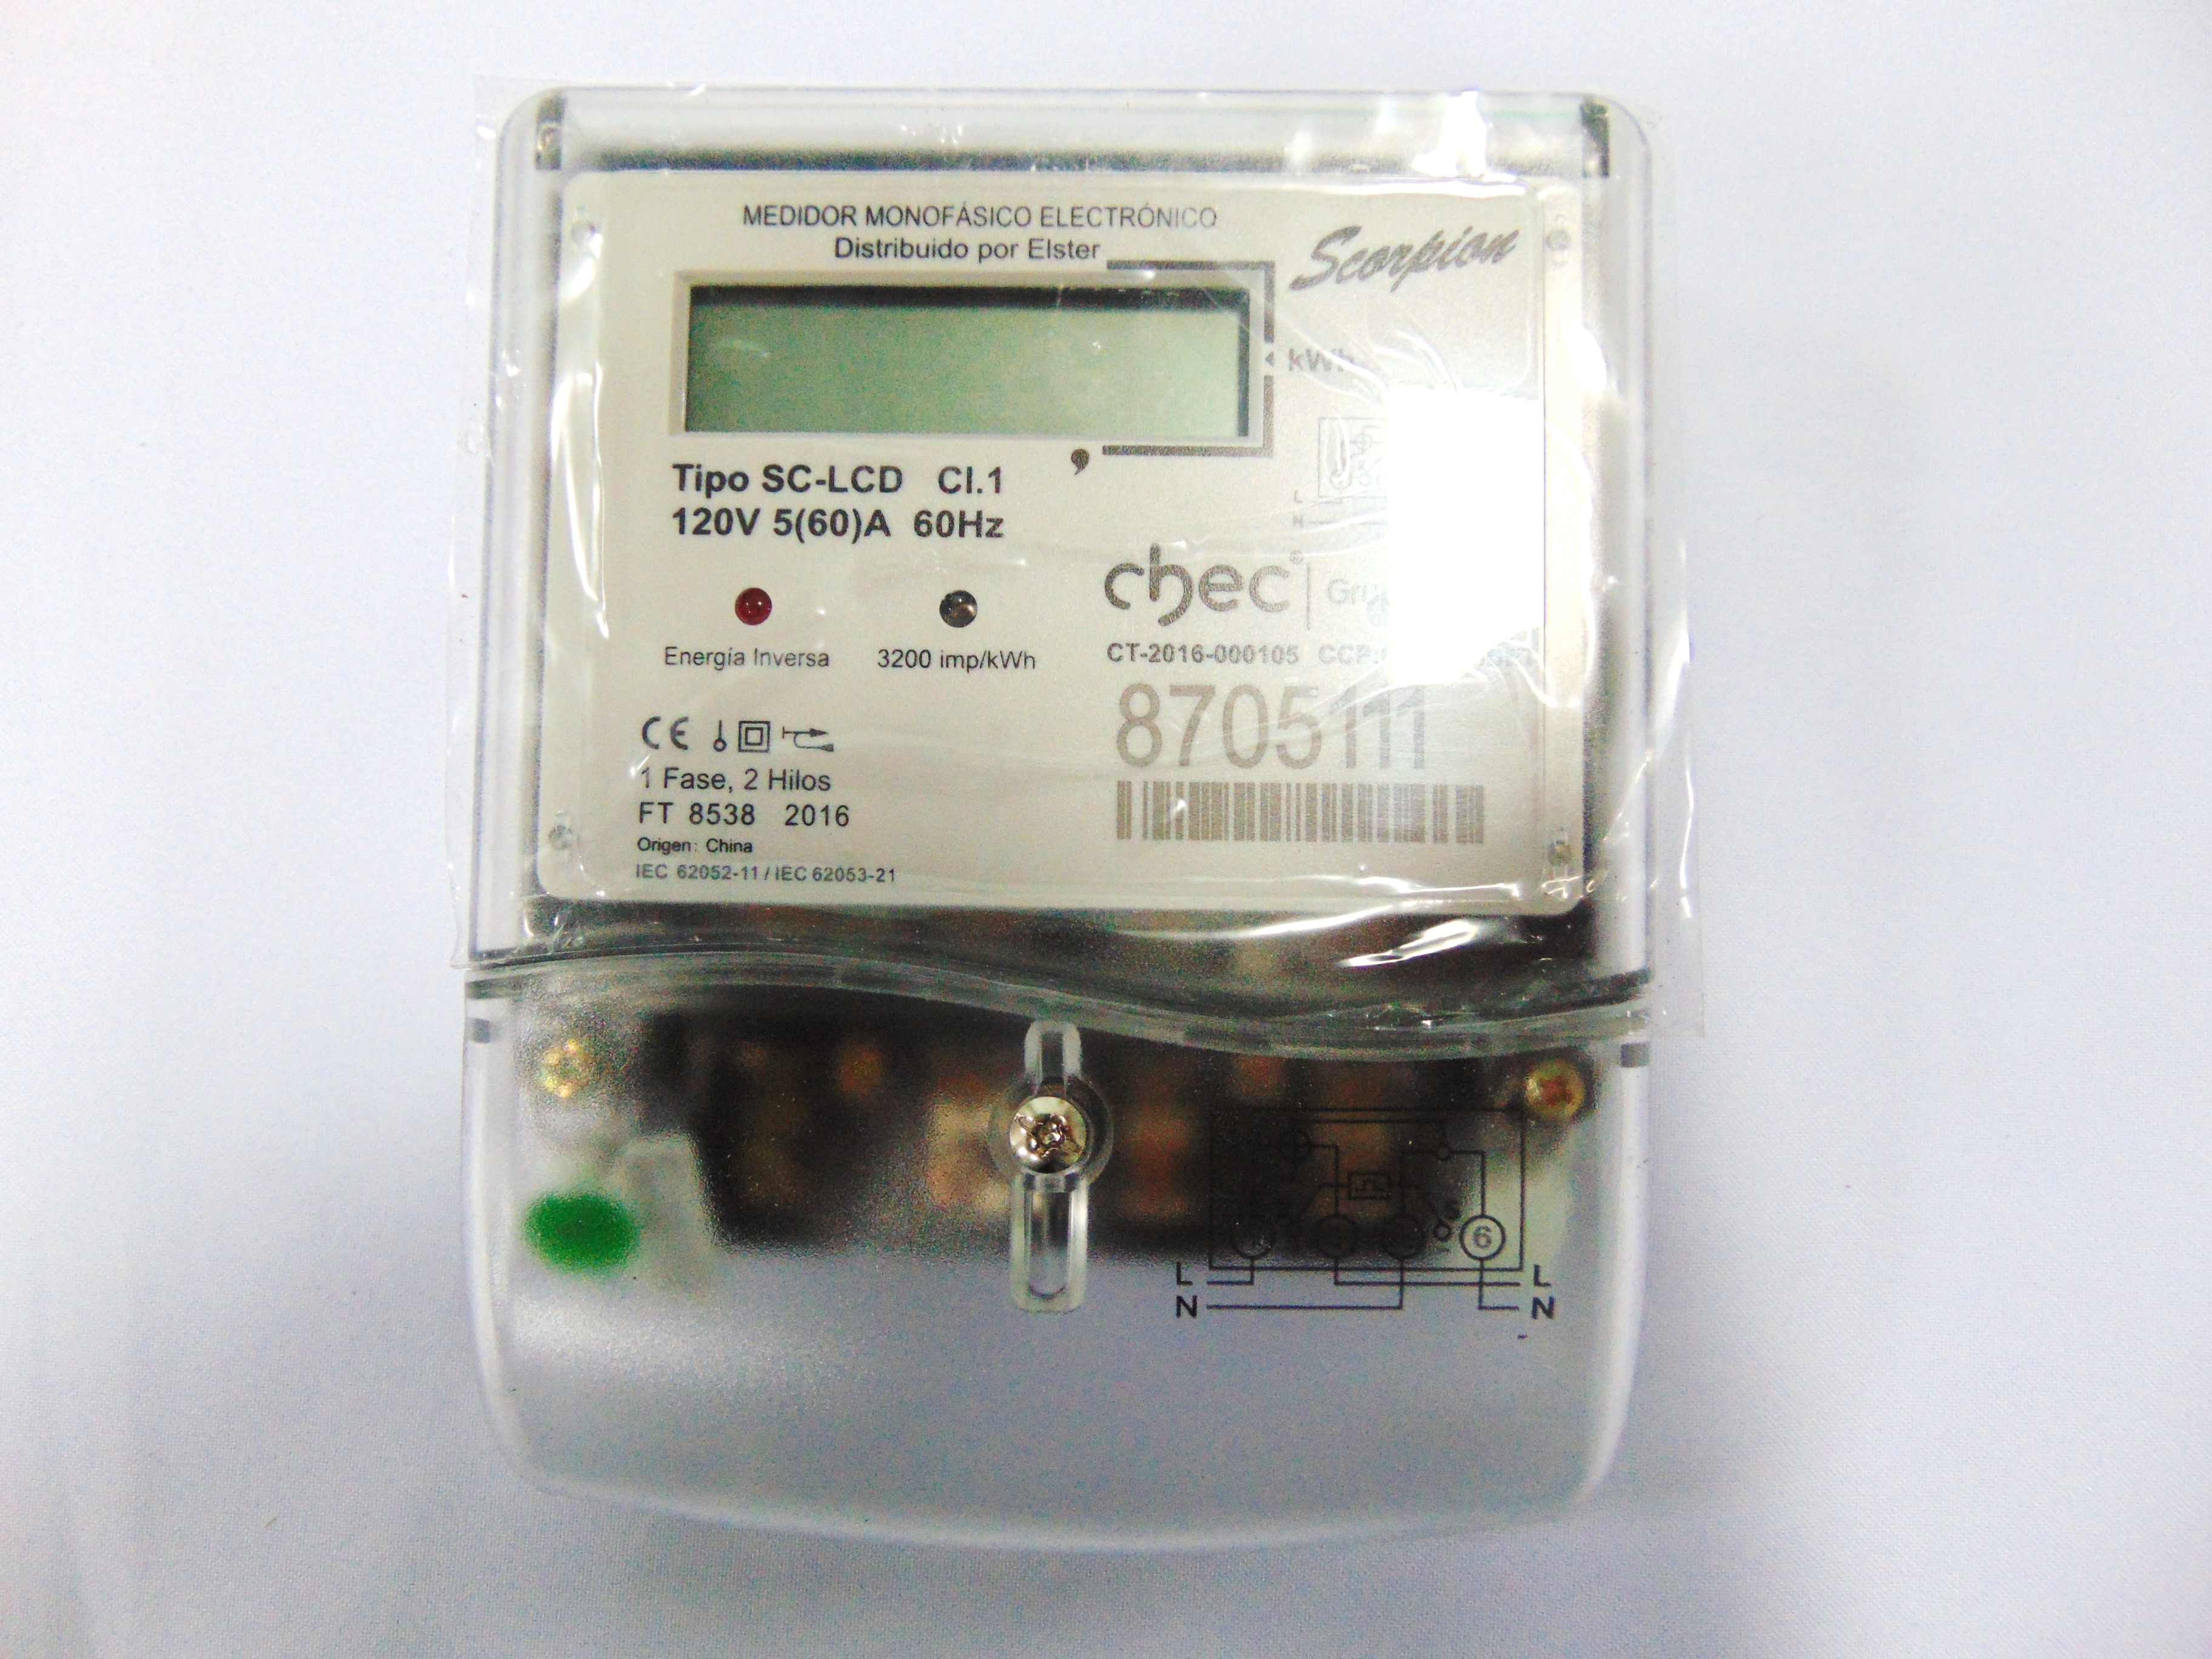 MEDIDOR MONOFÁSICO ELECTRÓNICO
Distribuido por Elster
Scorpion
kWh
Tipo SC-LCD Cl.1
120V 5(60)A 60Hz
L
N
chec®
Energía Inversa
3200 imp/kWh
CT-2016-000105
8705111
CE
1 Fase, 2 Hilos
FT 8538 2016
Origen: China
IEC 62052-11 / IEC 62053-21
6
L L
N N